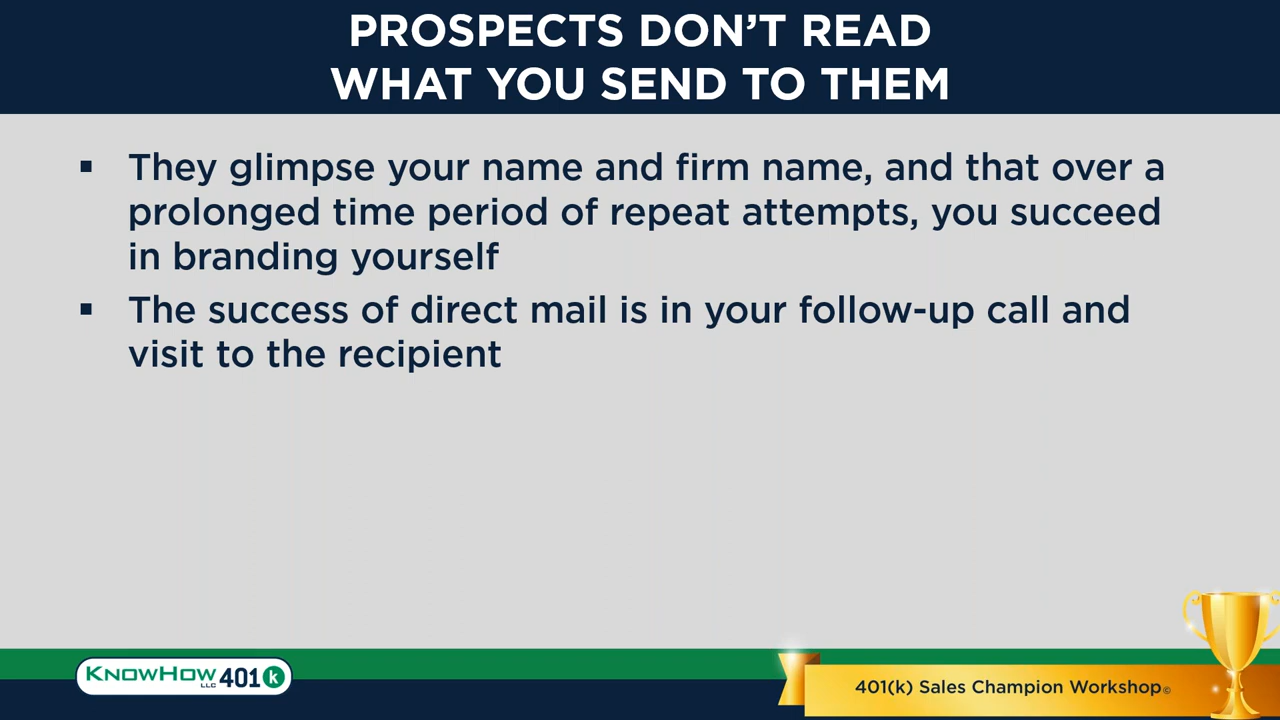 PROSPECTS DON’T READ
WHAT YOU SEND TO THEM
▪ They glimpse your name and firm name, and that over a
prolonged time period of repeat attempts, you succeed
in branding yourself
▪ The success of direct mail is in your follow-up call and
visit to the recipient
KNOWHOW LLC 401 k
401(k) Sales Champion Workshop©